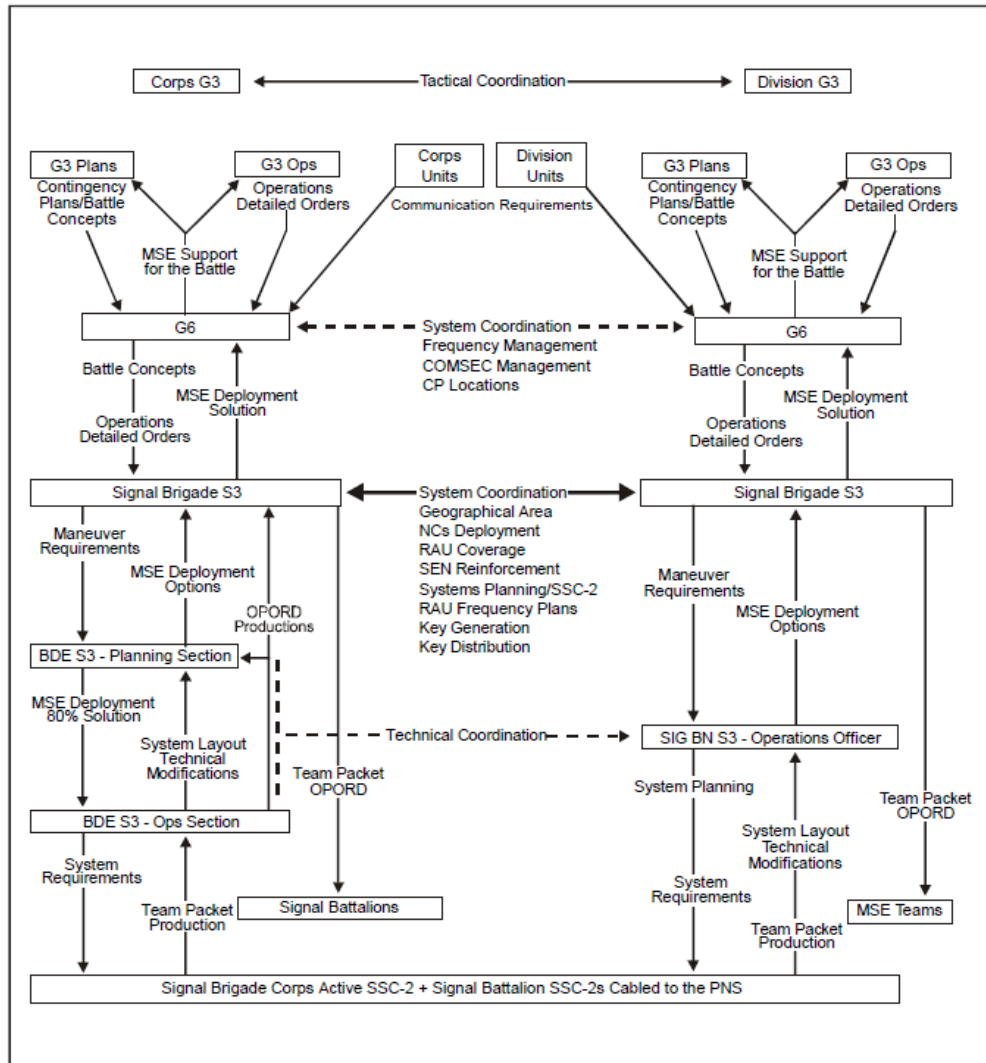 Corps G3
Tactical Coordination
Division G3
G3 Plans
G3 Ops
Corps
Units
Division
Units
G3 Plans
G3 Ops
Contingency
Plans/Battle
Concepts
Operations
Detailed Orders
Communication Requirements
Contingency
Plans/Battle
Concepts
Operations
Detailed Orders
MSE Support
for the Battle
MSE Support
for the Battle
G6
System Coordination
Frequency Management
COMSEC Management
CP Locations
G6
Battle Concepts
MSE Deployment
Solution
Operations
Detailed Orders
Battle Concepts
MSE Deployment
Solution
Operations
Detailed Orders
Signal Brigade S3
System Coordination
Geographical Area
NCs Deployment
RAU Coverage
SEN Reinforcement
Systems Planning/SSC-2
RAU Frequency Plans
Key Generation
Key Distribution
Signal Brigade S3
Maneuver
Requirements
MSE Deployment
Options
OPORD
Productions
Maneuver
Requirements
MSE Deployment
Options
BDE S3 - Planning Section
MSE Deployment
80% Solution
System Layout
Technical
Modifications
Technical Coordination
SIG BN S3 - Operations Officer
Team Packet
OPORD
System Planning
Team Packet
OPORD
BDE S3 - Ops Section
System Layout
Technical
Modifications
System
Requirements
Team Packet
Production
Signal Battalions
System
Requirements
Team Packet
Production
MSE Teams
Signal Brigade Corps Active SSC-2 + Signal Battalion SSC-2s Cabled to the PNS